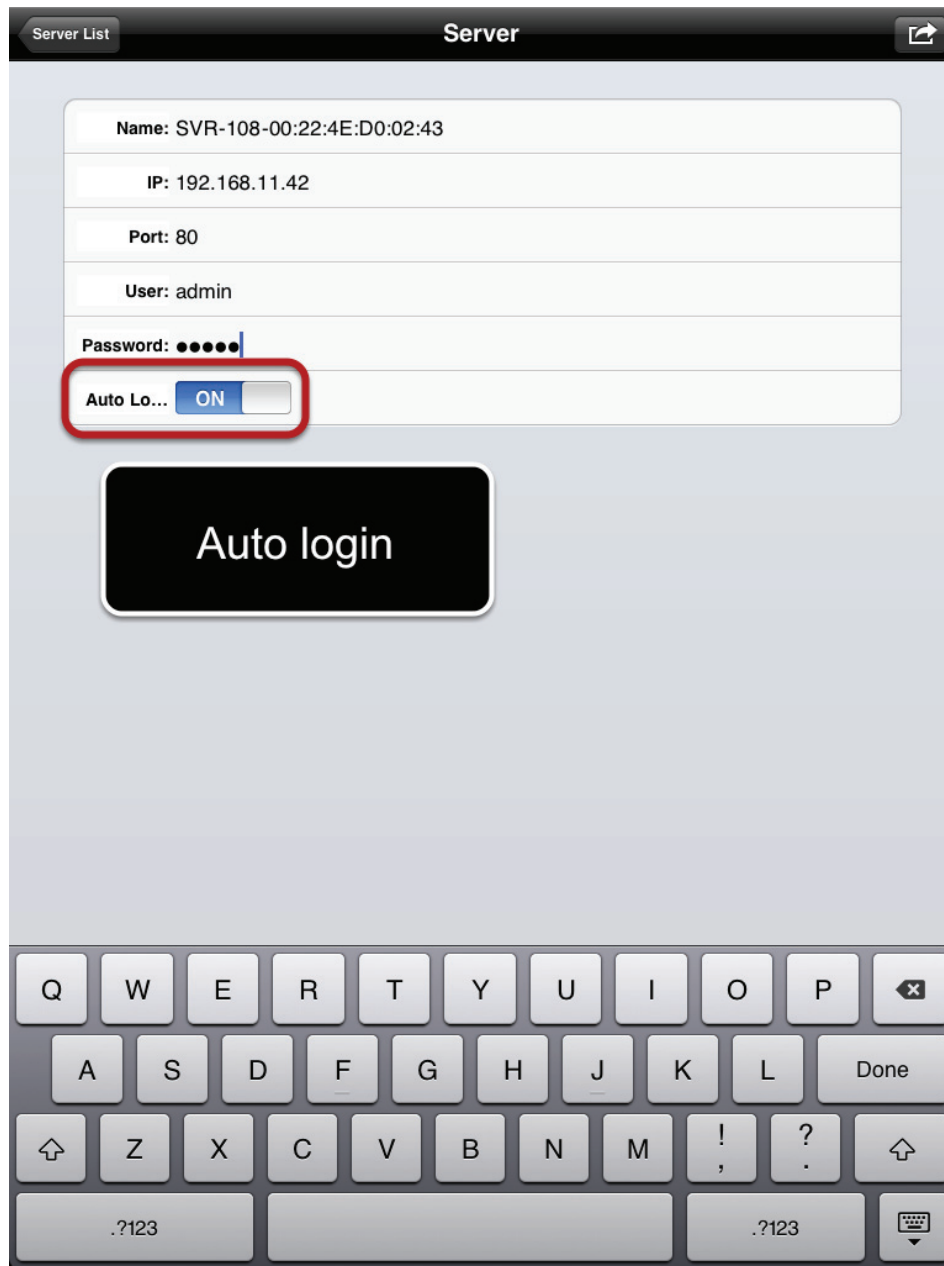 Server List Server
Name: SVR-108-00:22:4E:D0:02:43
IP: 192.168.11.42
Port: 80
User: admin
Password: ●●●●●
Auto Lo... ON
Auto login
Q W E R T Y U I O P
A S D F G H J K L Done
Z X C V B N M ! , ? .
.?123 .?123